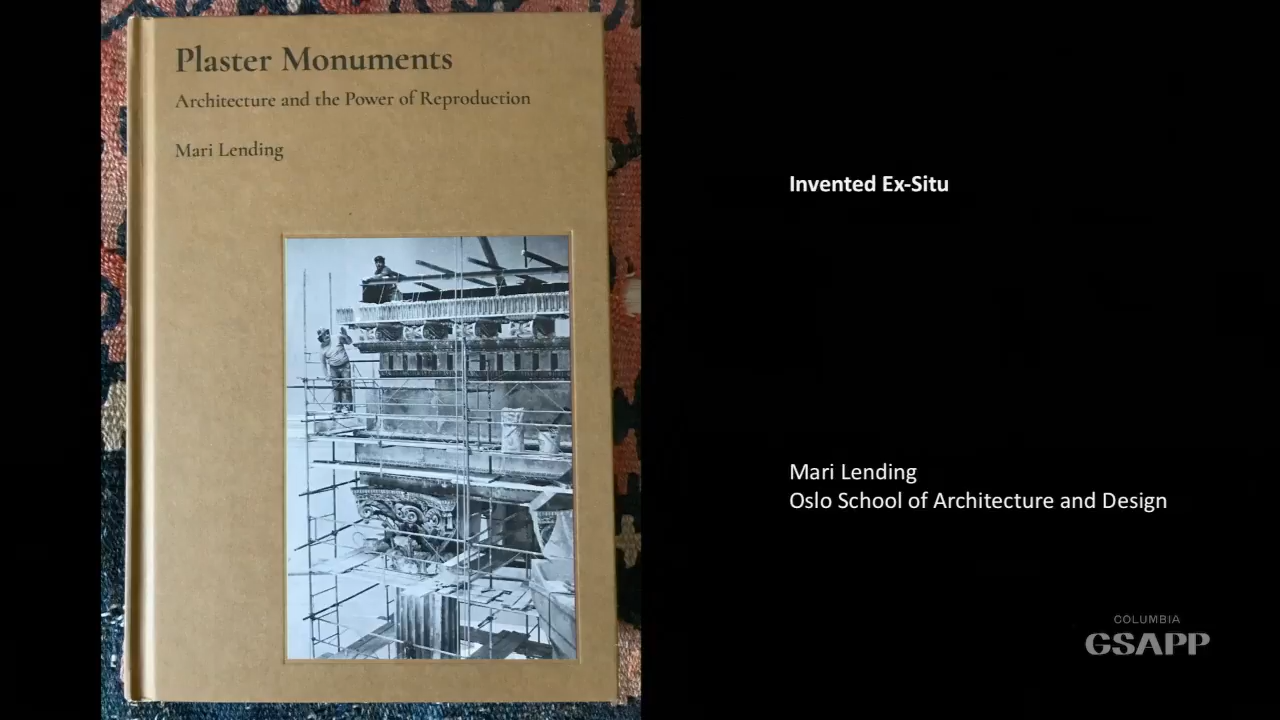 Plaster Monuments
Architecture and the Power of Reproduction
Mari Lending
Invented Ex-Situ
Mari Lending
Oslo School of Architecture and Design
COLUMBIA
GSAPP